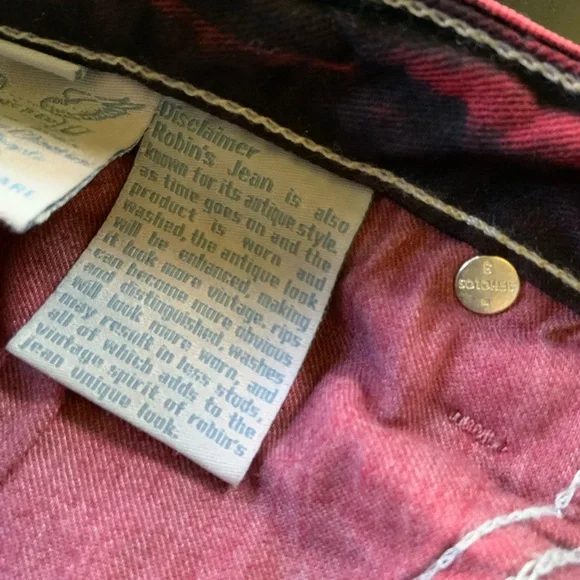 Disclaimer
Robin's Jean is also
known for its antique style.
as time goes on and the
product is worn and
washed, the antique look
will be enhanced, making
it look more vintage. rips
can become more obvious
and distinguished, washes
will look more worn, and
may result in less studs,
all of which adds to the
vintage spirit of robin's
jean unique look.